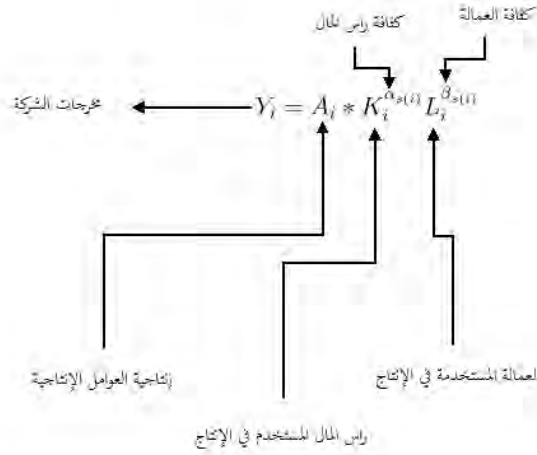 كثافة العمالة
كثافة راس المال
مخرجات الشركة
Y_i = A_i * K_i^{α_{s(i)}} L_i^{β_{s(i)}}
إنتاجية العوامل الإنتاجية
لعمالة المستخدمة في الإنتاج
راس المال المستخدم في الإنتاج